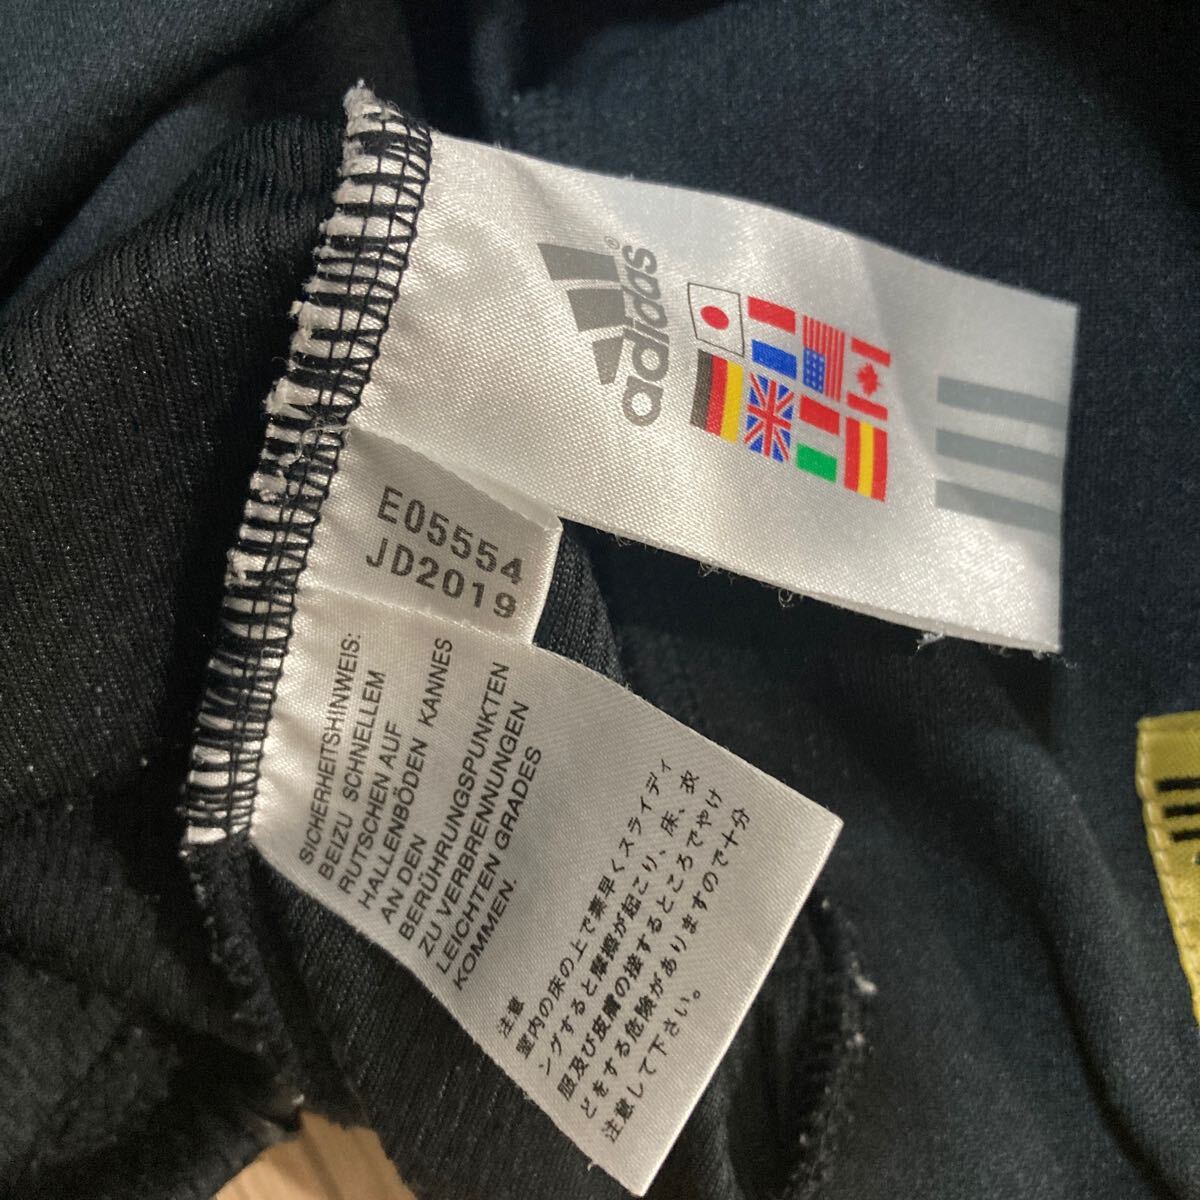 adidas
E05554
JD2019
SICHERHEITSHINWEIS:
BEIZU SCHNELLEM
RUTSCHEN AUF
HALLENBÖDEN KANNES
AN DEN
BERÜHRUNGSPUNKTEN
ZU VERBRENNUNGEN
LEICHTEN GRADES
KOMMEN.
注意
室内の床の上で素早くスライディ
ングすると摩擦が起こり、床、衣
服及び皮膚の接するところでやけ
どをする危険がありますので十分
注意して下さい。